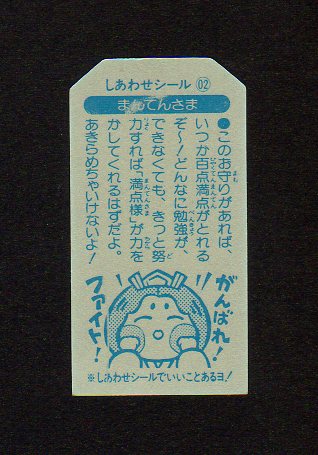 しあわせシール 02
まんてんさま
●このお守りがあれば、
いつか百点満点がとれる
ぞ〜!どんなに勉強が、
できなくても、きっと努
力すれば、「満点様」が力を
かしてくれるはずだよ。
あきらめちゃいけないよ!
がんばれ!
ファイト!
※しあわせシールでいいことあるヨ!